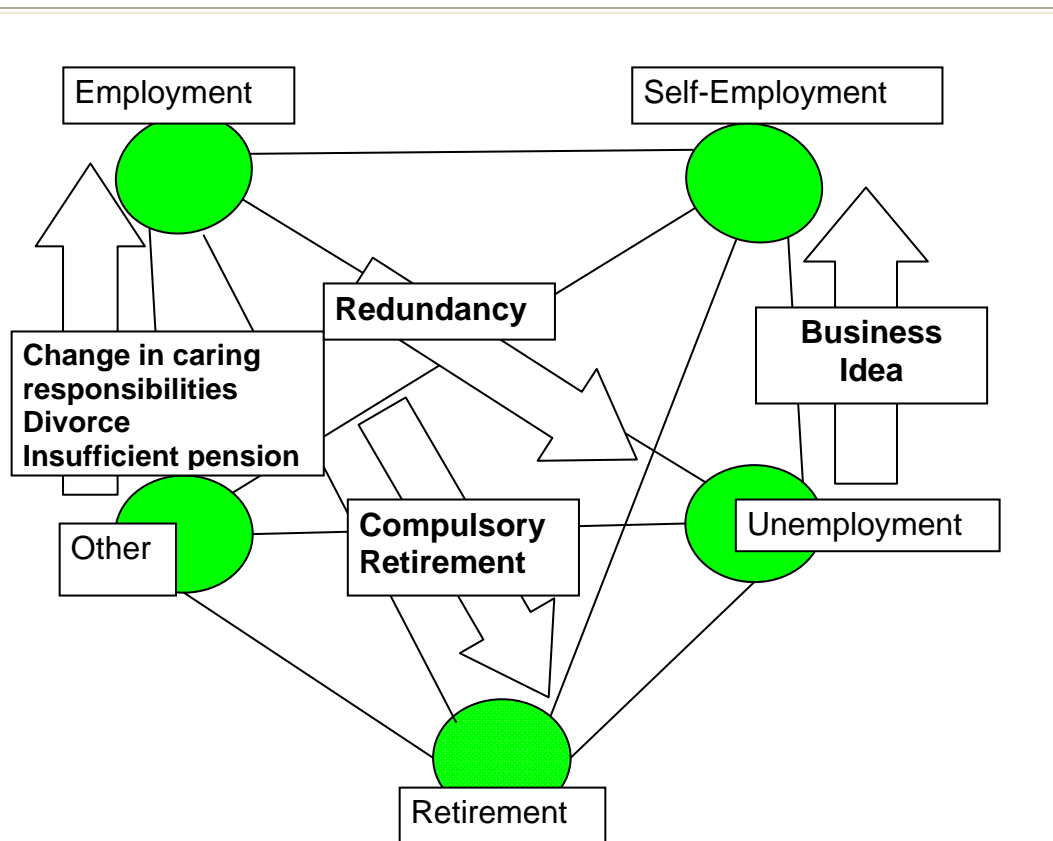 Employment
Self-Employment
Redundancy
Business
Idea
Change in caring
responsibilities
Divorce
Insufficient pension
Other
Compulsory
Retirement
Unemployment
Retirement